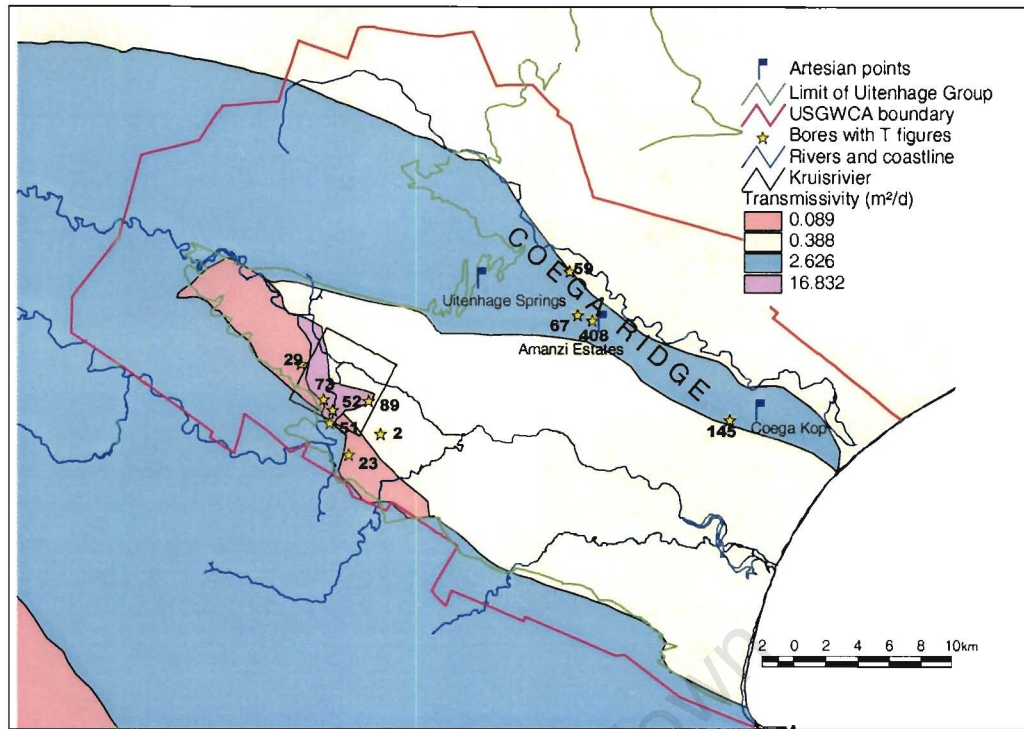 Artesian points
Limit of Uitenhage Group
USGWCA boundary
Bores with T figures
Rivers and coastline
Kruisrivier
Transmissivity (m²/d)
0.089
0.388
2.626
16.832
COEGA RIDGE
59
Uitenhage Springs
67
408
Amanzi Estates
29
73
52
89
51
2
23
145
Coega Kop
2 0 2 4 6 8 10km